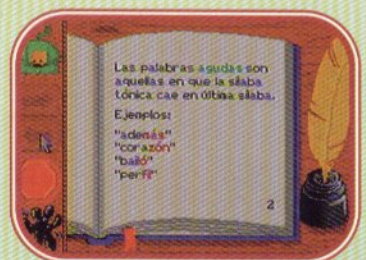 Las palabras agudas son
aquellas en que la sílaba
tónica cae en última sílaba.
Ejemplos:
"además"
"corazón"
"bailó"
"perfil"
2